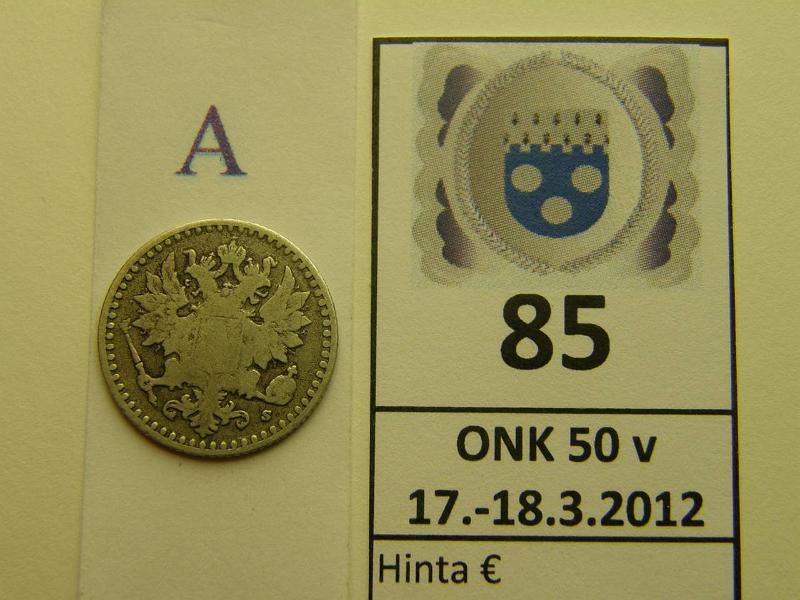 A
S
85
ONK 50 v
17.-18.3.2012
Hinta €